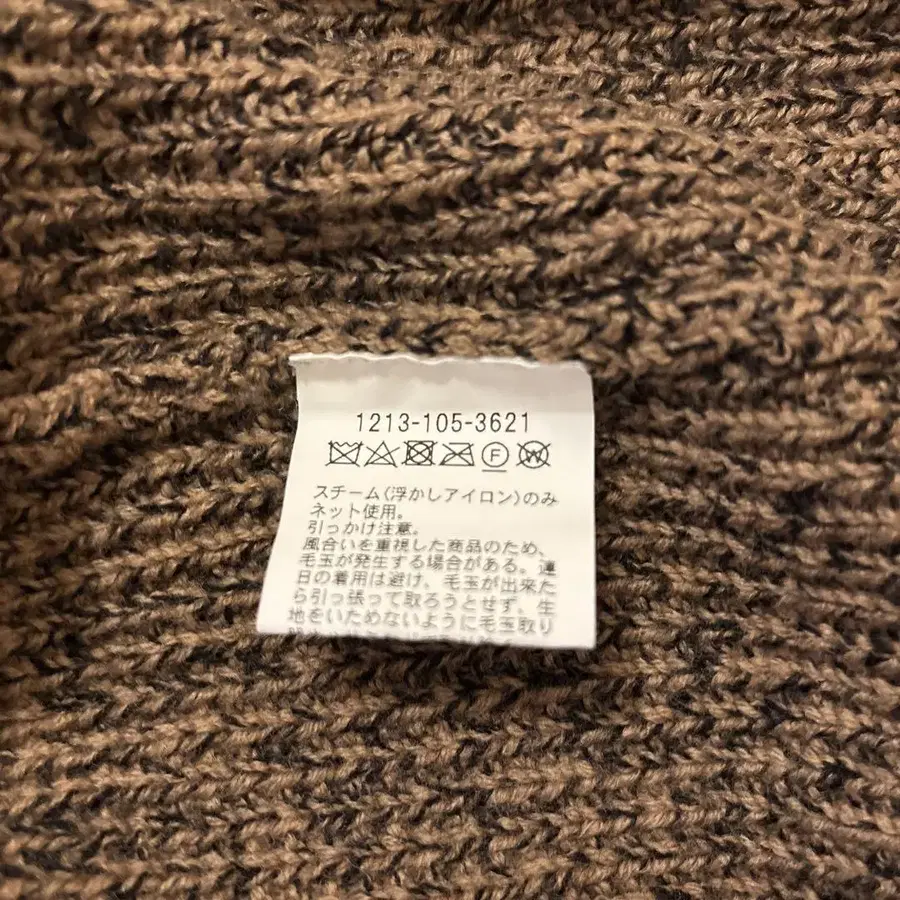 1213-105-3621
F W
スチーム(浮かしアイロン)のみ
ネット使用。
引っかけ注意。
風合いを重視した商品のため、
毛玉が発生する場合がある。連
日の着用は避け、毛玉が出来た
ら引っ張って取ろうとせず、生
地をいためないように毛玉取り